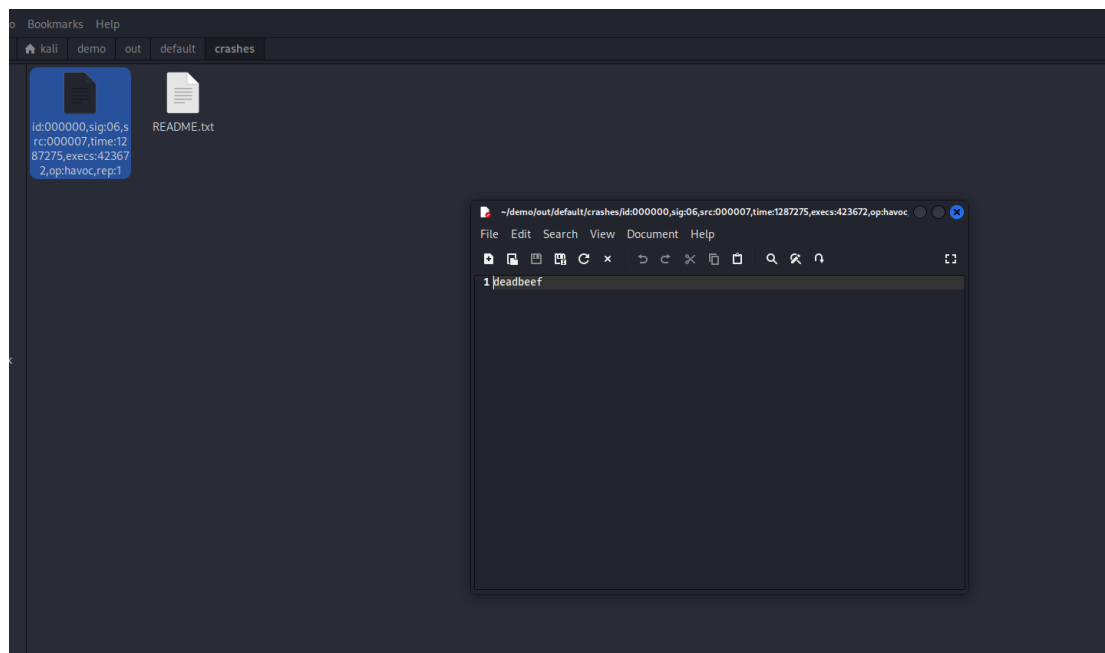 o Bookmarks Help
kali demo out default crashes
id:000000,sig:06,s
rc:000007,time:12
87275,execs:42367
2,op:havoc,rep:1
README.txt
~/demo/out/default/crashes/id:000000,sig:06,src:000007,time:1287275,execs:423672,op:havoc
File Edit Search View Document Help
1 deadbeef
k